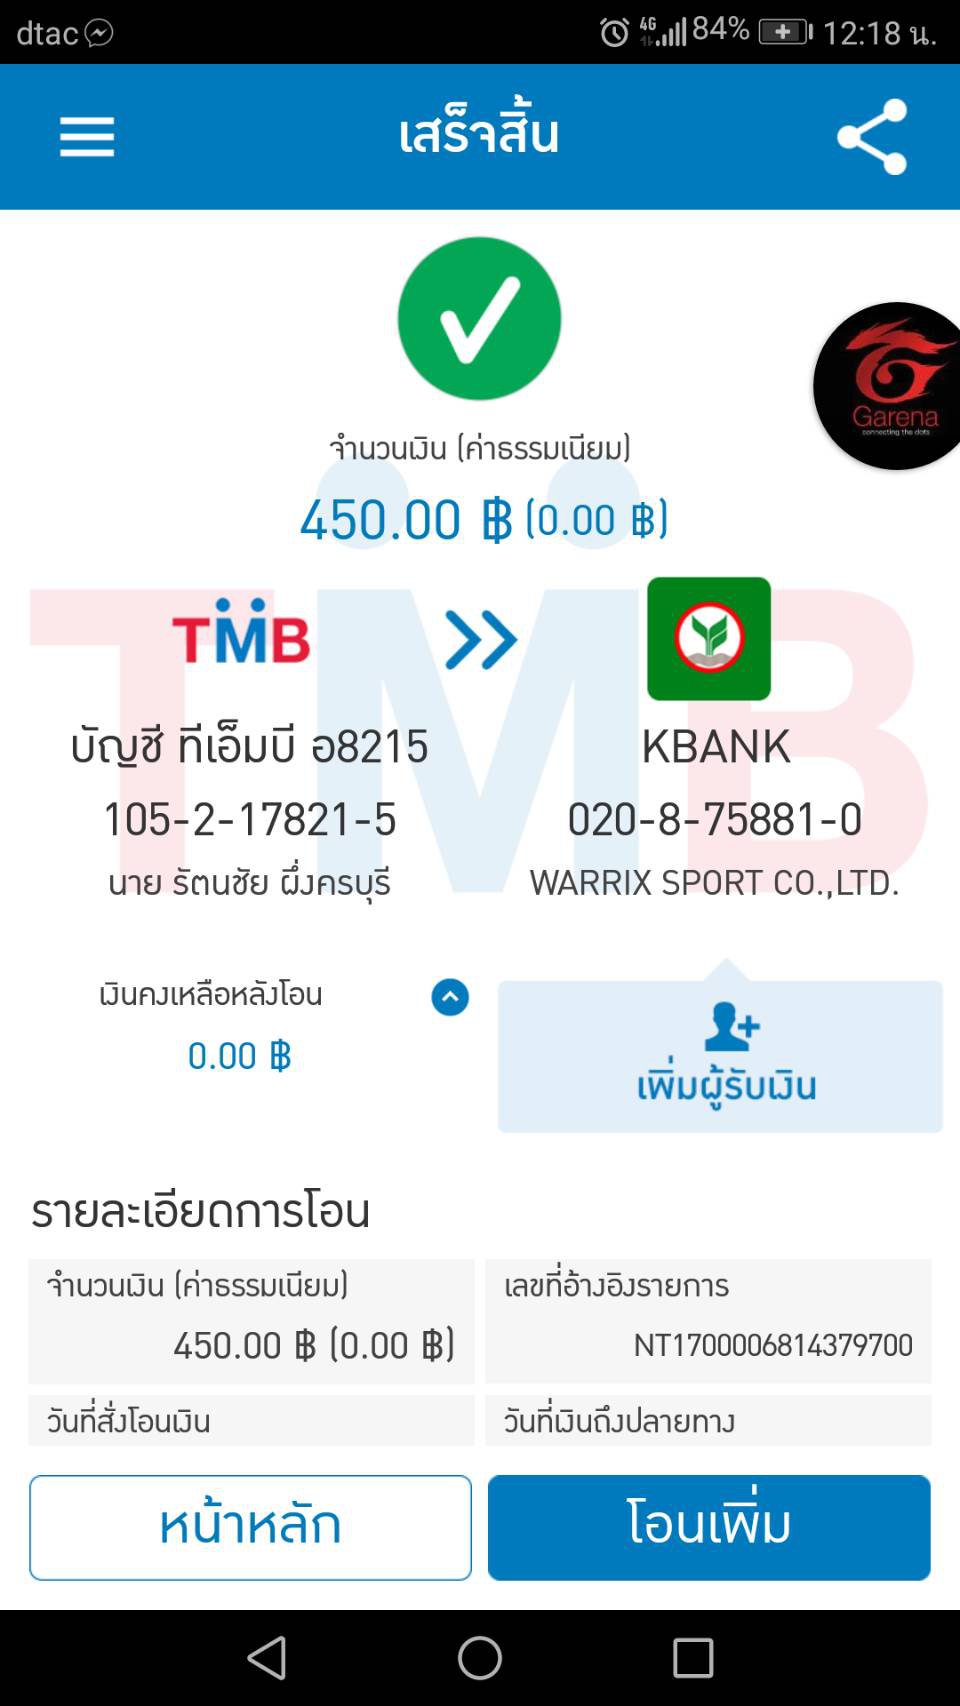 dtac 4G 84% 12:18 น.
เสร็จสิ้น
Garena
connecting the dots
จำนวนเงิน (ค่าธรรมเนียม)
450.00 ฿ (0.00 ฿)
TMB
บัญชี ทีเอ็มบี อ8215
KBANK
105-2-17821-5
020-8-75881-0
นาย รัตนชัย ผึ่งครบุรี
WARRIX SPORT CO.,LTD.
เงินคงเหลือหลังโอน
0.00 ฿
เพิ่มผู้รับเงิน
รายละเอียดการโอน
จำนวนเงิน (ค่าธรรมเนียม)
450.00 ฿ (0.00 ฿)
เลขที่อ้างอิงรายการ
NT1700006814379700
วันที่สั่งโอนเงิน
วันที่เงินถึงปลายทาง
หน้าหลัก
โอนเพิ่ม